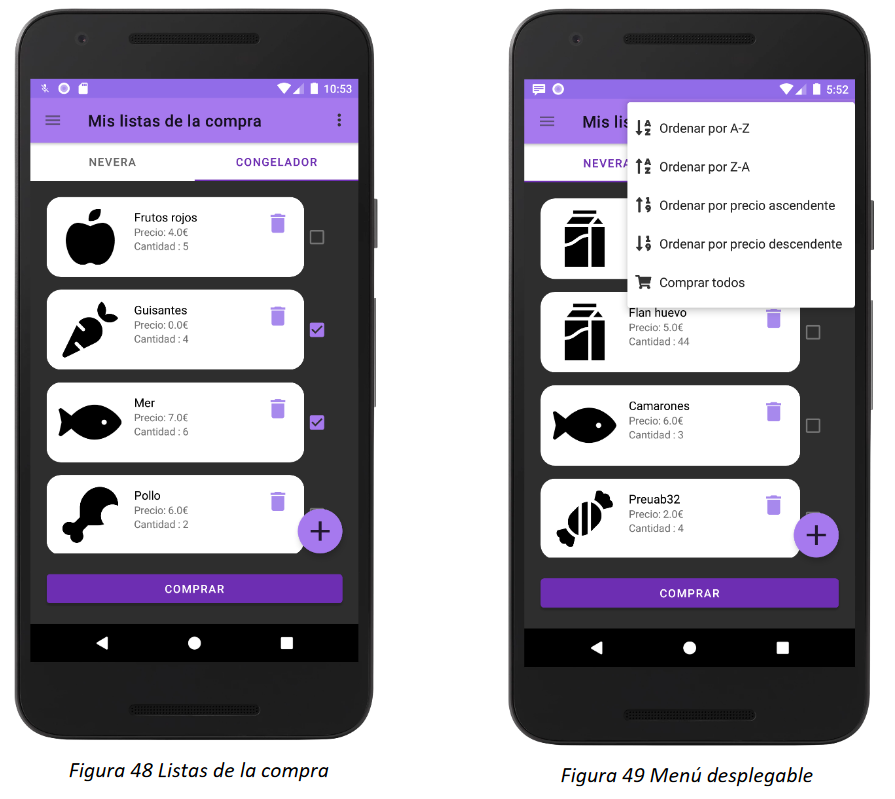 10:53
Mis listas de la compra
NEVERA
CONGELADOR
Frutos rojos
Precio: 4.0€
Cantidad : 5
Guisantes
Precio: 0.0€
Cantidad : 4
Mer
Precio: 7.0€
Cantidad : 6
Pollo
Precio: 6.0€
Cantidad : 2
+
COMPRAR
Figura 48 Listas de la compra
5:52
Mis lis
NEVERA
Ordenar por A-Z
Ordenar por Z-A
Ordenar por precio ascendente
Ordenar por precio descendente
Comprar todos
Flan huevo
Precio: 5.0€
Cantidad : 44
Camarones
Precio: 6.0€
Cantidad : 3
Preuab32
Precio: 2.0€
Cantidad : 4
+
COMPRAR
Figura 49 Menú desplegable